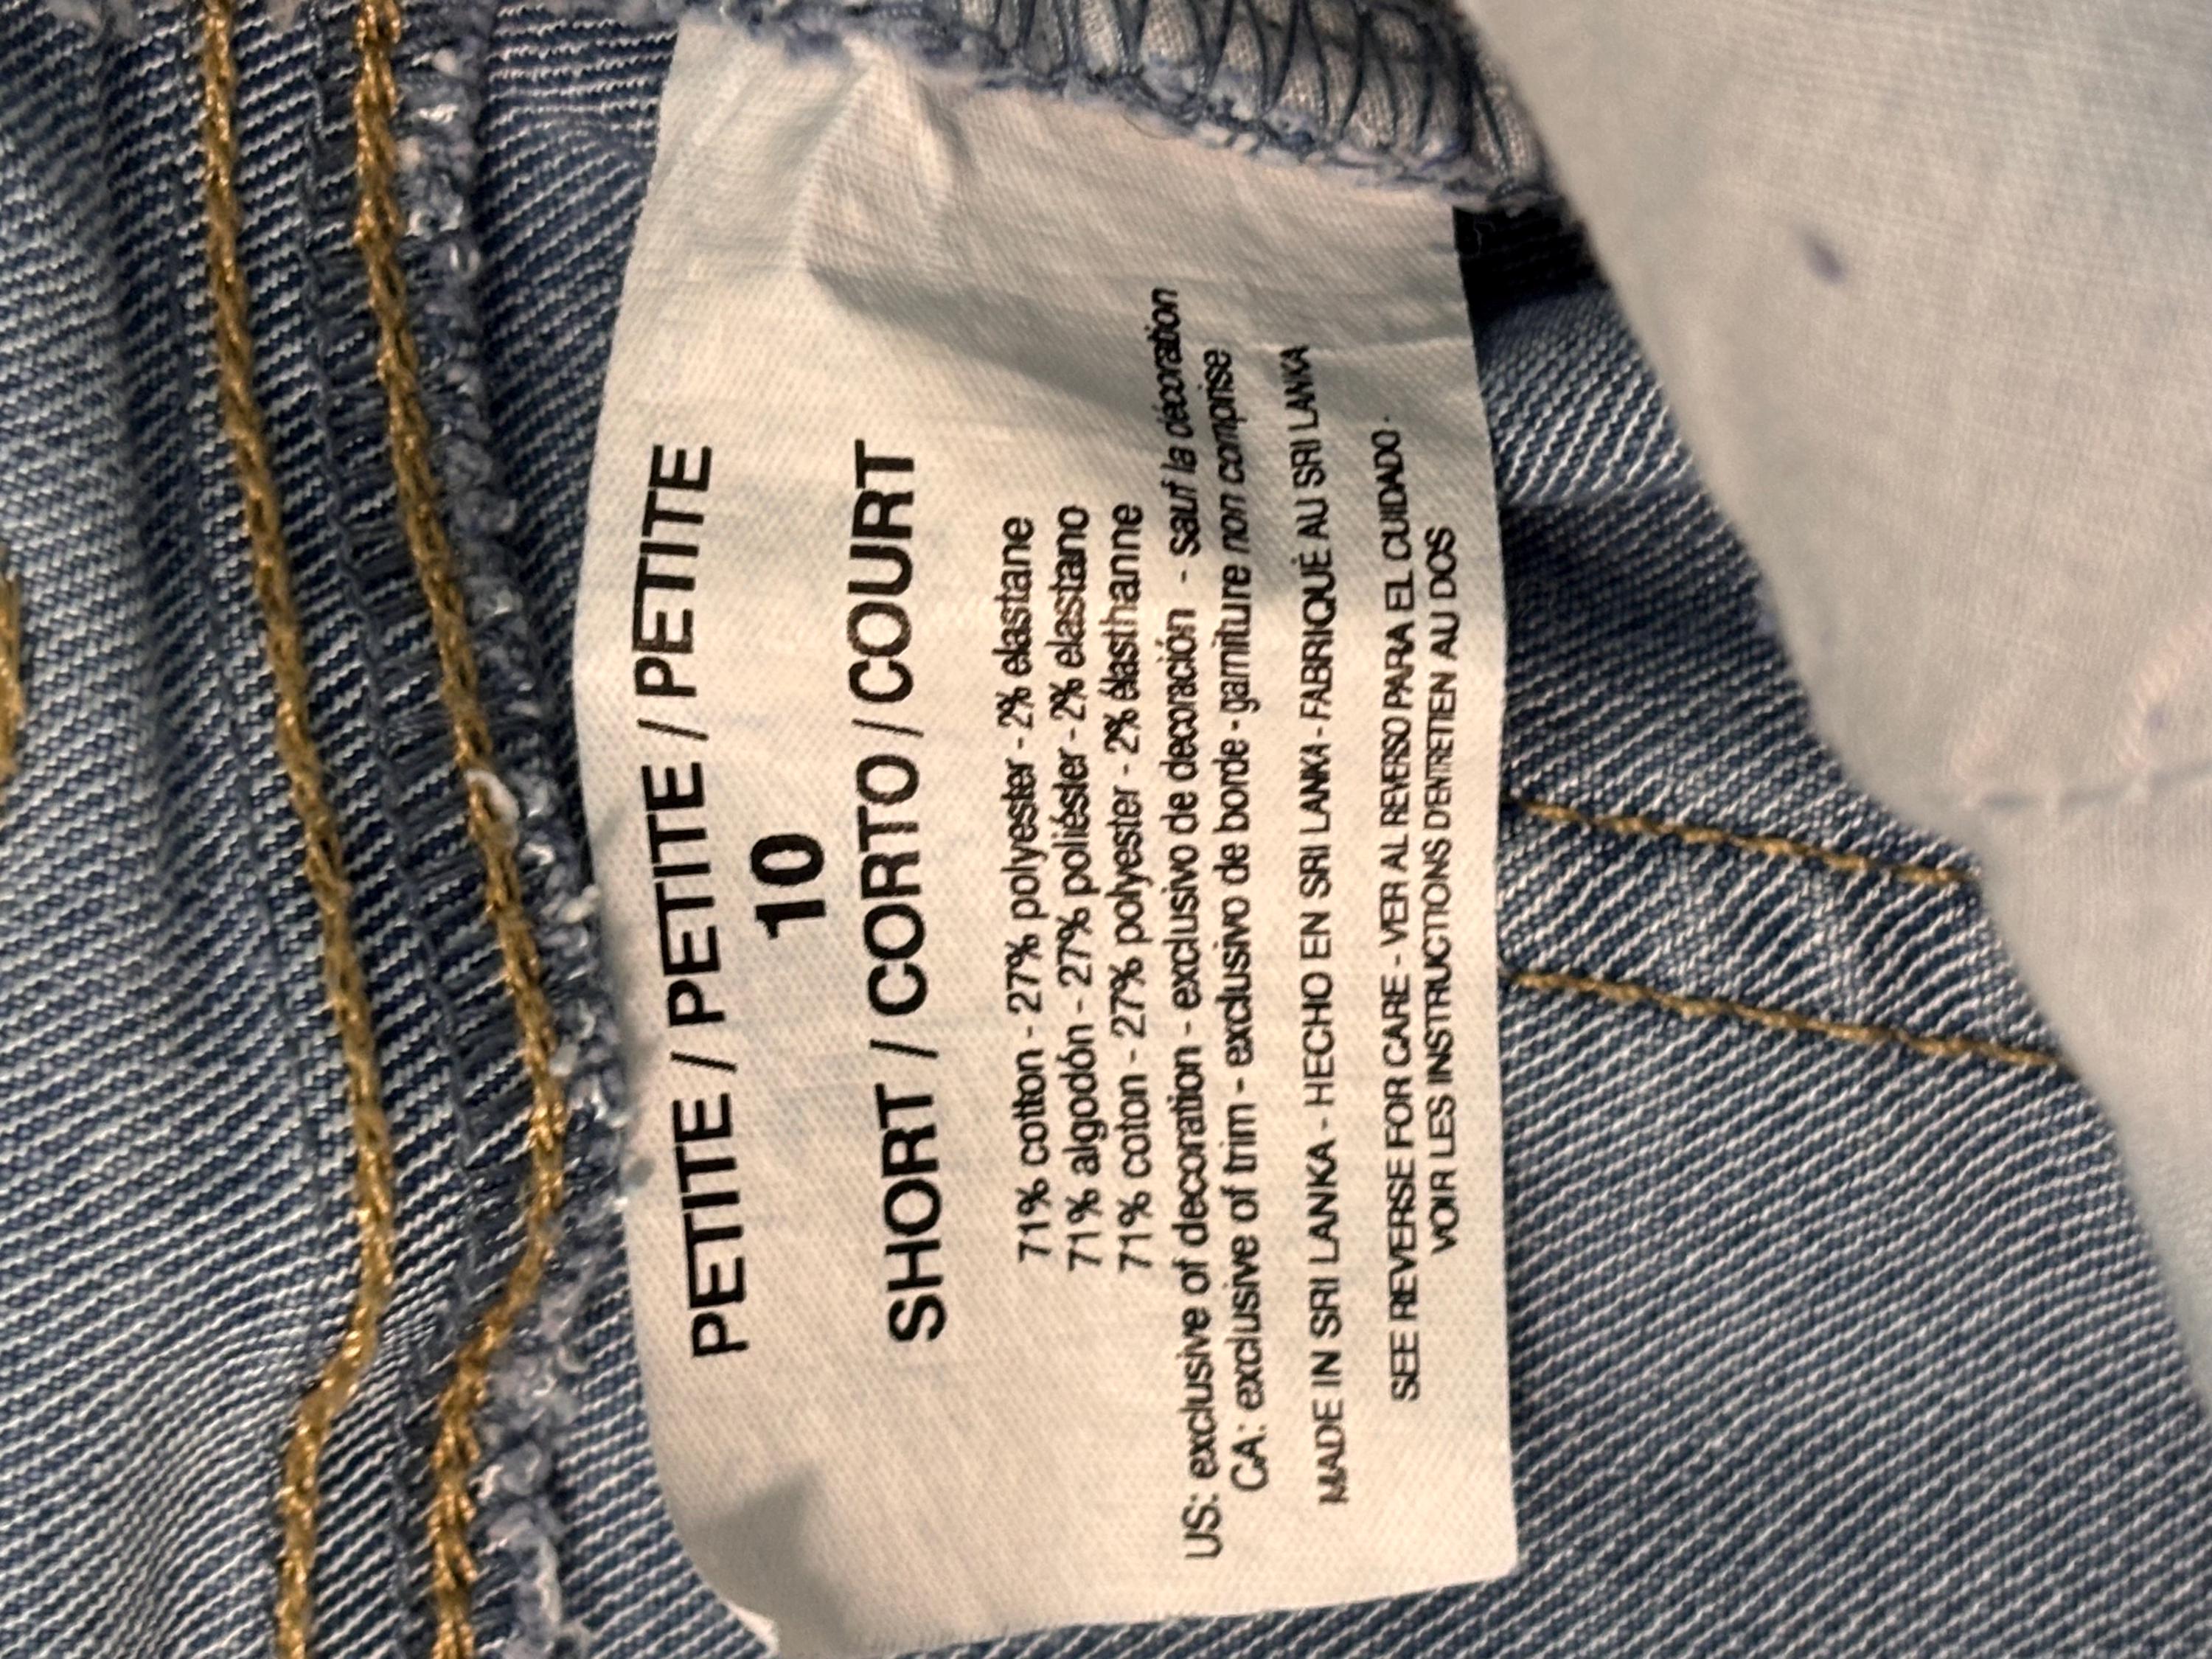 PETITE / PETITE / PETITE
10
SHORT / CORTO / COURT
71% cotton - 27% polyester - 2% elastane
71% algodón - 27% poliéster - 2% elastano
71% coton - 27% polyester - 2% élasthanne
US: exclusive of decoration - exclusivo de decoración - sauf la décoration
CA: exclusive of trim - exclusivo de borde - garniture non comprise
MADE IN SRI LANKA - HECHO EN SRI LANKA - FABRIQUÉ AU SRI LANKA
SEE REVERSE FOR CARE - VER AL REVERSO PARA EL CUIDADO -
VOIR LES INSTRUCTIONS D'ENTRETIEN AU DOS